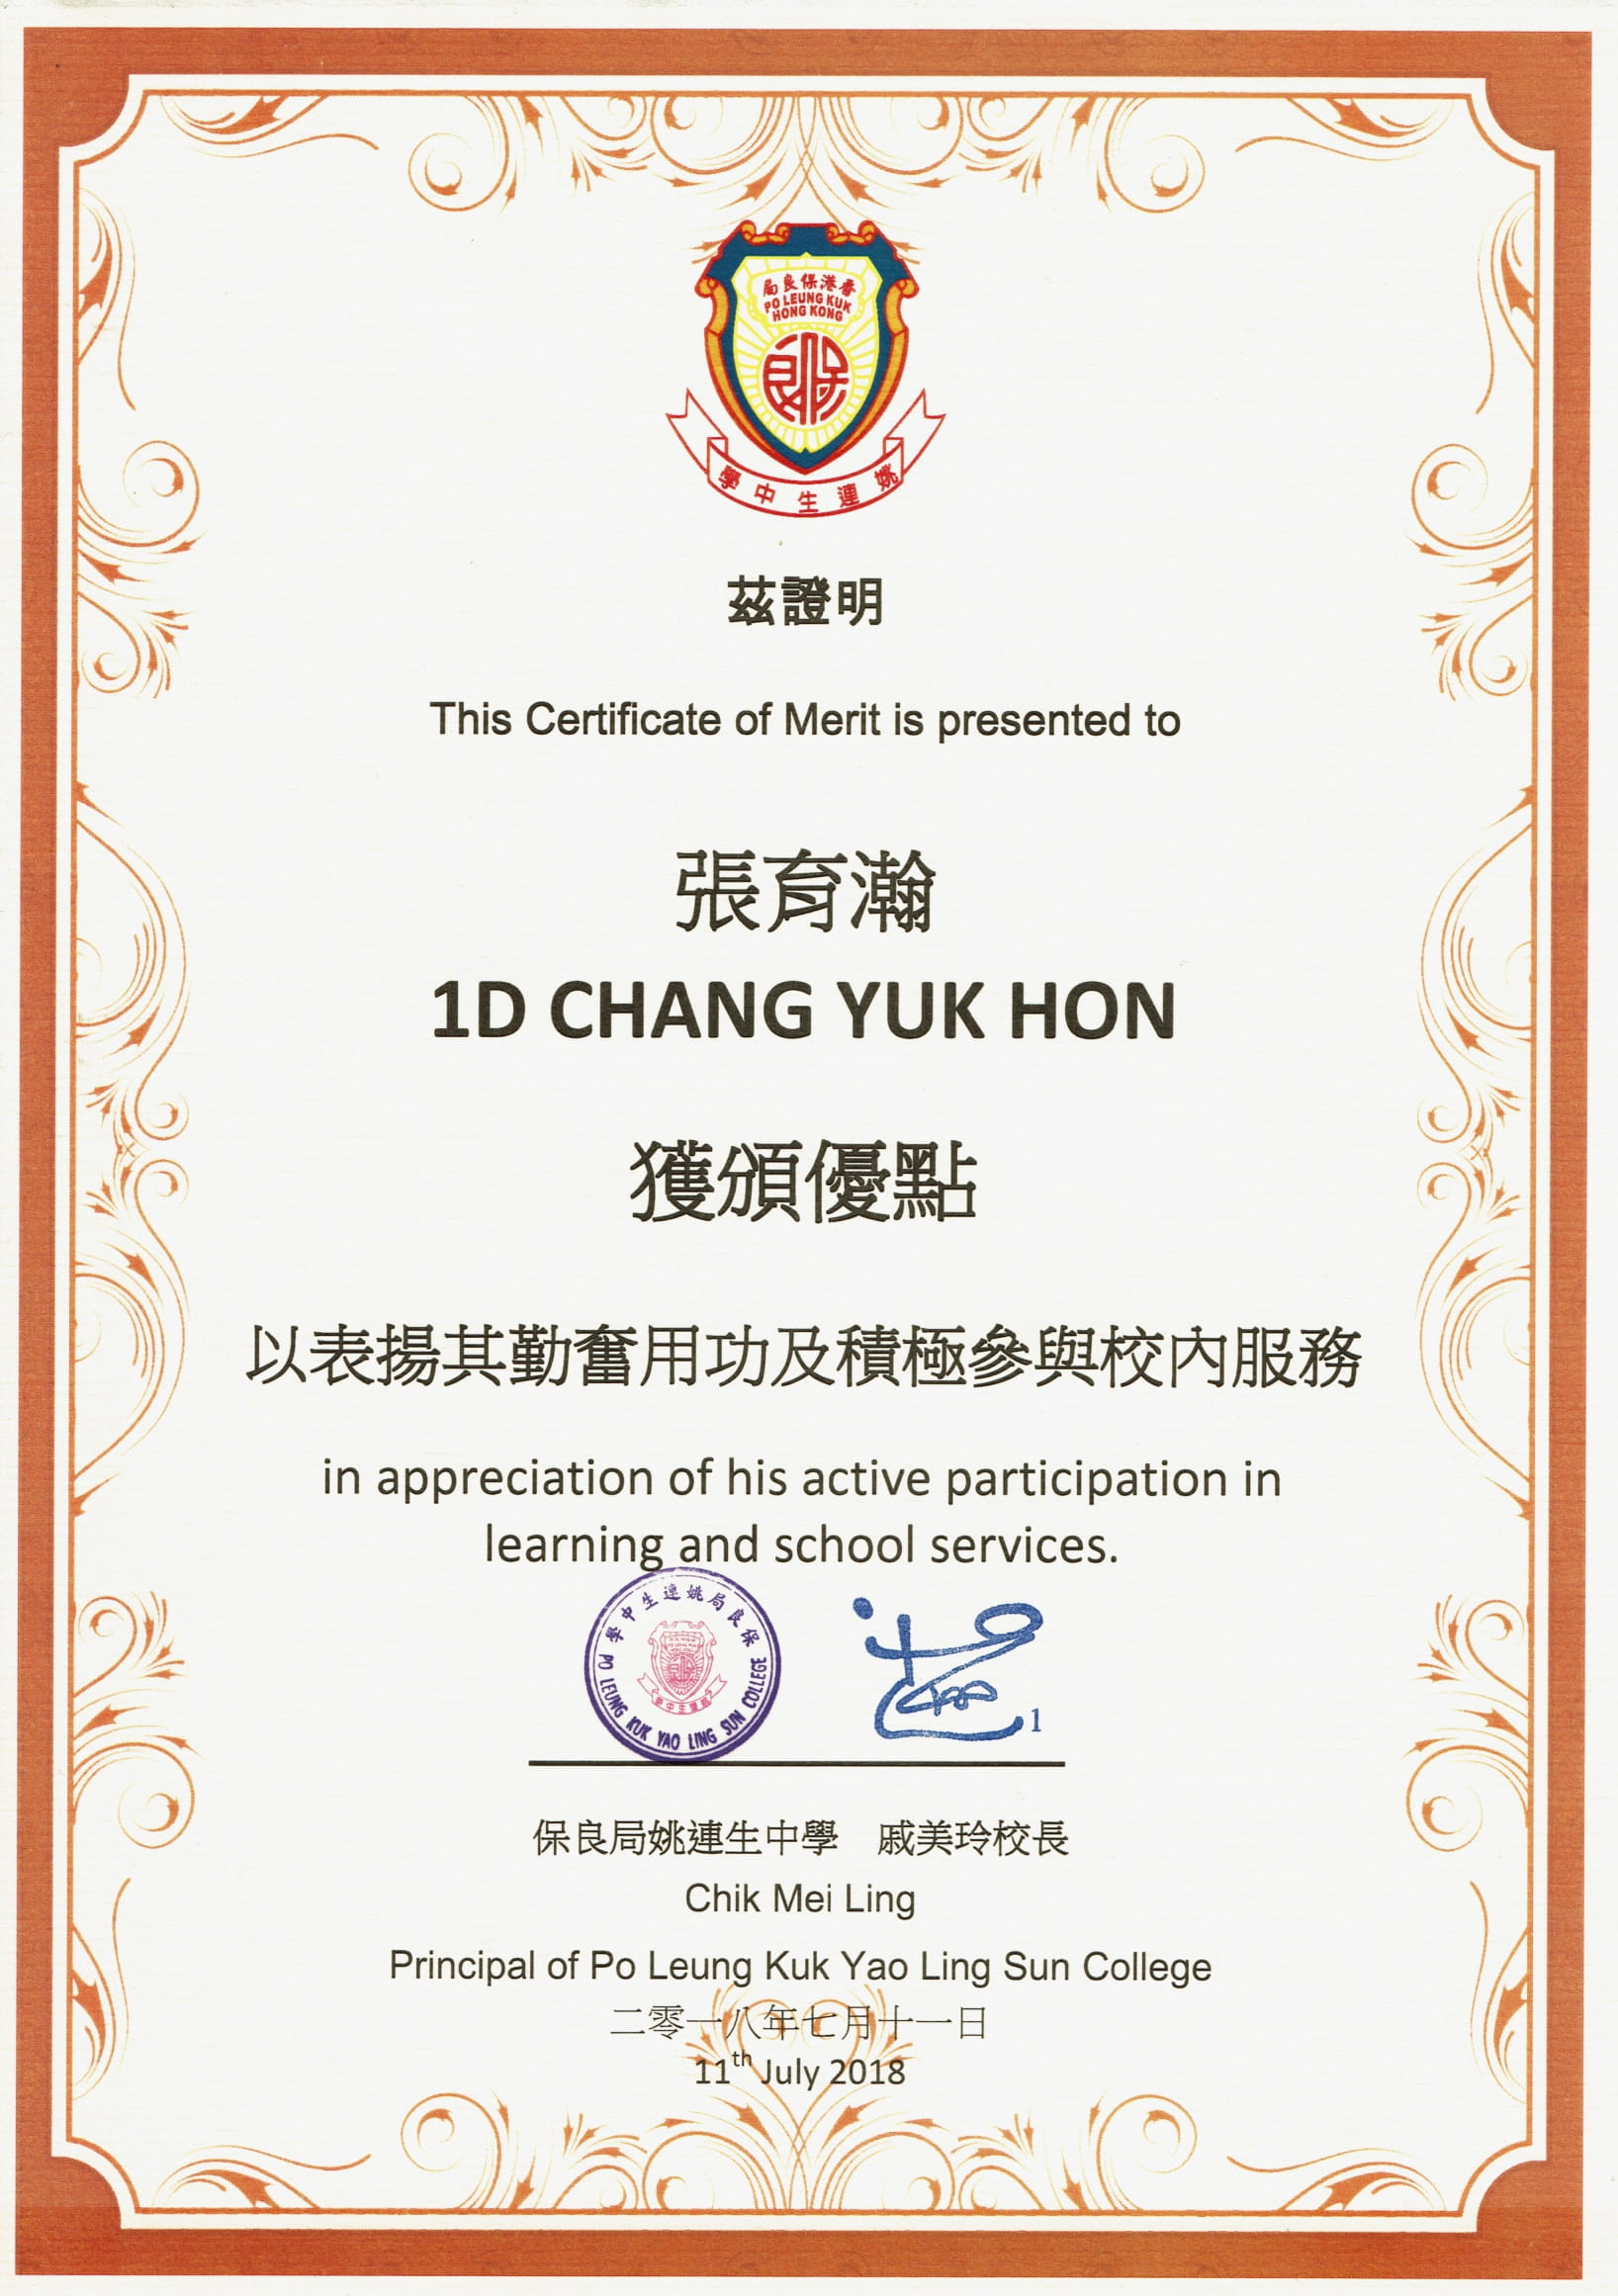 香港保良局
PO LEUNG KUK
HONG KONG
姚連生中學
茲證明
This Certificate of Merit is presented to
張育瀚
1D CHANG YUK HON
獲頒優點
以表揚其勤奮用功及積極參與校內服務
in appreciation of his active participation in
learning and school services.
保良局姚連生中學
PO LEUNG KUK YAO LING SUN COLLEGE
1
保良局姚連生中學 戚美玲校長
Chik Mei Ling
Principal of Po Leung Kuk Yao Ling Sun College
二零一八年七月十一日
11th July 2018